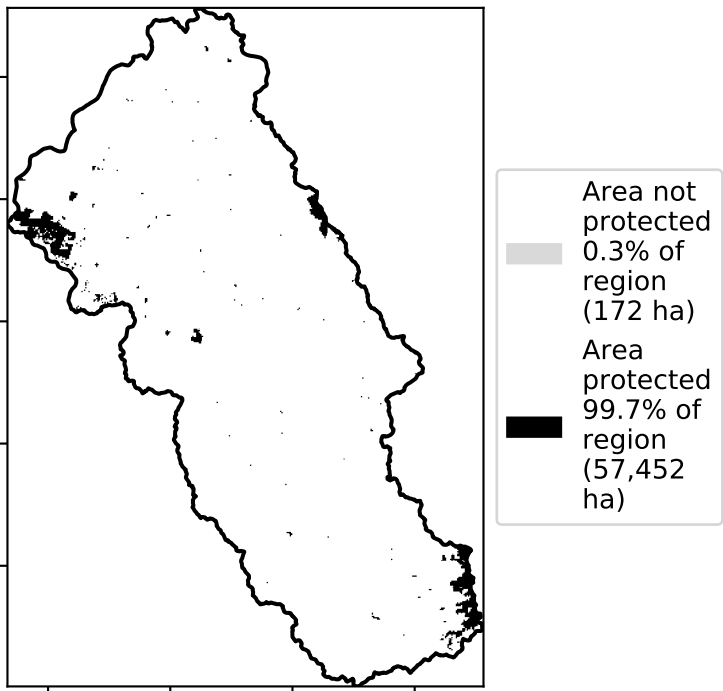 Area not
protected
0.3% of
region
(172 ha)
Area
protected
99.7% of
region
(57,452
ha)